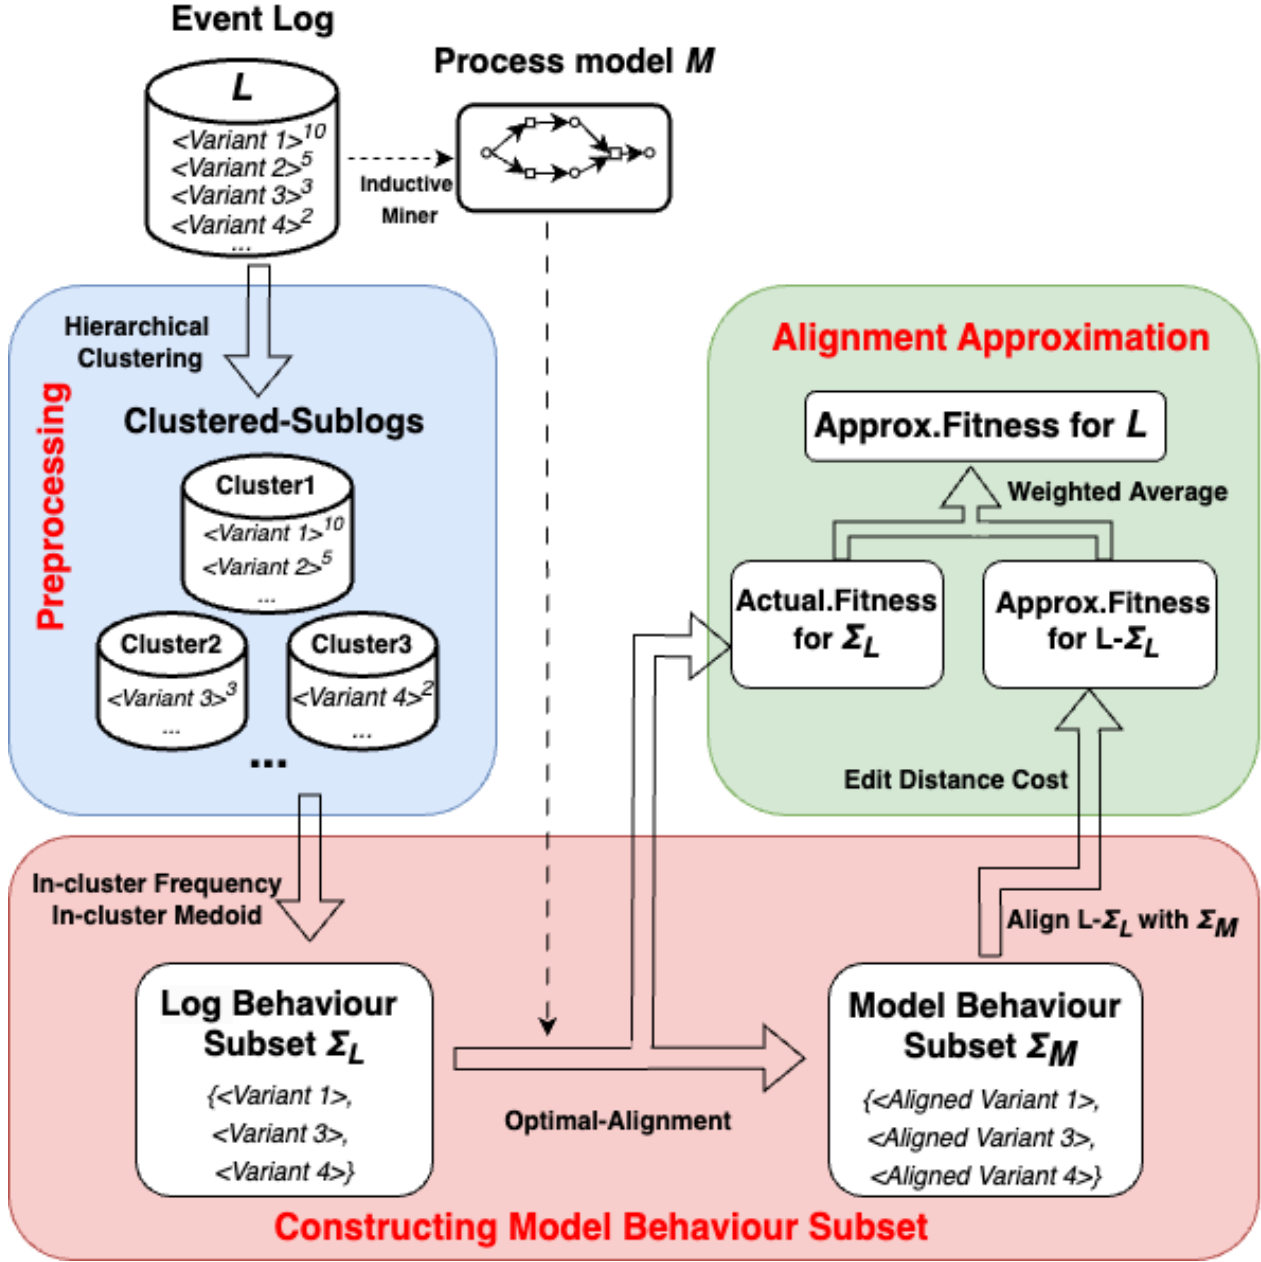 Event Log
L
<Variant 1>10
<Variant 2>5
<Variant 3>3
<Variant 4>2
...
Process model M
Inductive
Miner
Hierarchical
Clustering
Preprocessing
Clustered-Sublogs
Cluster1
<Variant 1>10
<Variant 2>5
...
Cluster2
<Variant 3>3
...
Cluster3
<Variant 4>2
...
...
In-cluster Frequency
In-cluster Medoid
Log Behaviour
Subset ΣL
{<Variant 1>,
<Variant 3>,
<Variant 4>}
Optimal-Alignment
Model Behaviour
Subset ΣM
{<Aligned Variant 1>,
<Aligned Variant 3>,
<Aligned Variant 4>}
Constructing Model Behaviour Subset
Align L-ΣL with ΣM
Edit Distance Cost
Alignment Approximation
Approx.Fitness for L
Weighted Average
Actual.Fitness
for ΣL
Approx.Fitness
for L-ΣL